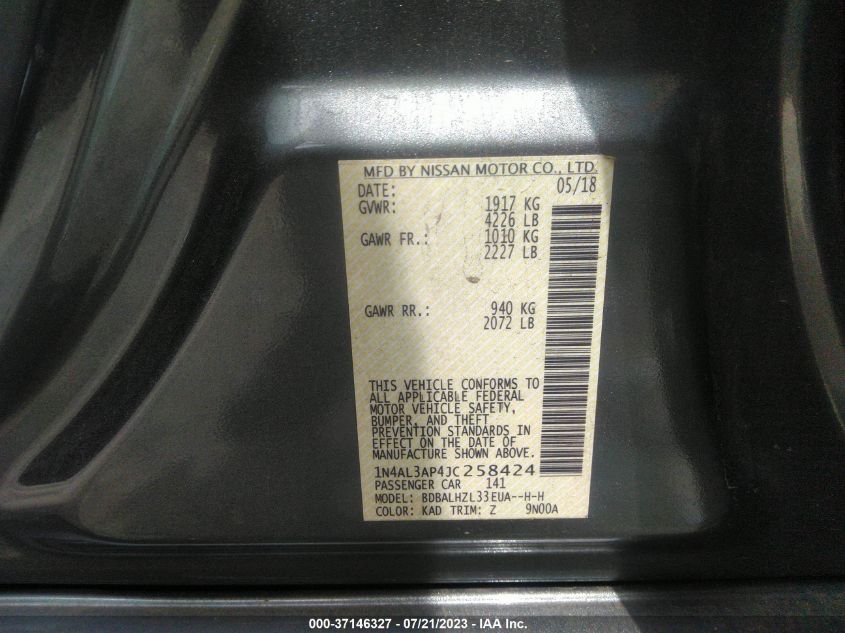 MFD BY NISSAN MOTOR CO., LTD.
DATE: 05/18
GVWR: 1917 KG
4226 LB
GAWR FR.: 1010 KG
2227 LB
GAWR RR.: 940 KG
2072 LB
THIS VEHICLE CONFORMS TO
ALL APPLICABLE FEDERAL
MOTOR VEHICLE SAFETY,
BUMPER, AND THEFT
PREVENTION STANDARDS IN
EFFECT ON THE DATE OF
MANUFACTURE SHOWN ABOVE.
1N4AL3AP4JC258424
PASSENGER CAR 141
MODEL: BDBALHZL33EUA--H-H
COLOR: KAD TRIM: Z 9N00A
000-37146327 - 07/21/2023 - IAA Inc.